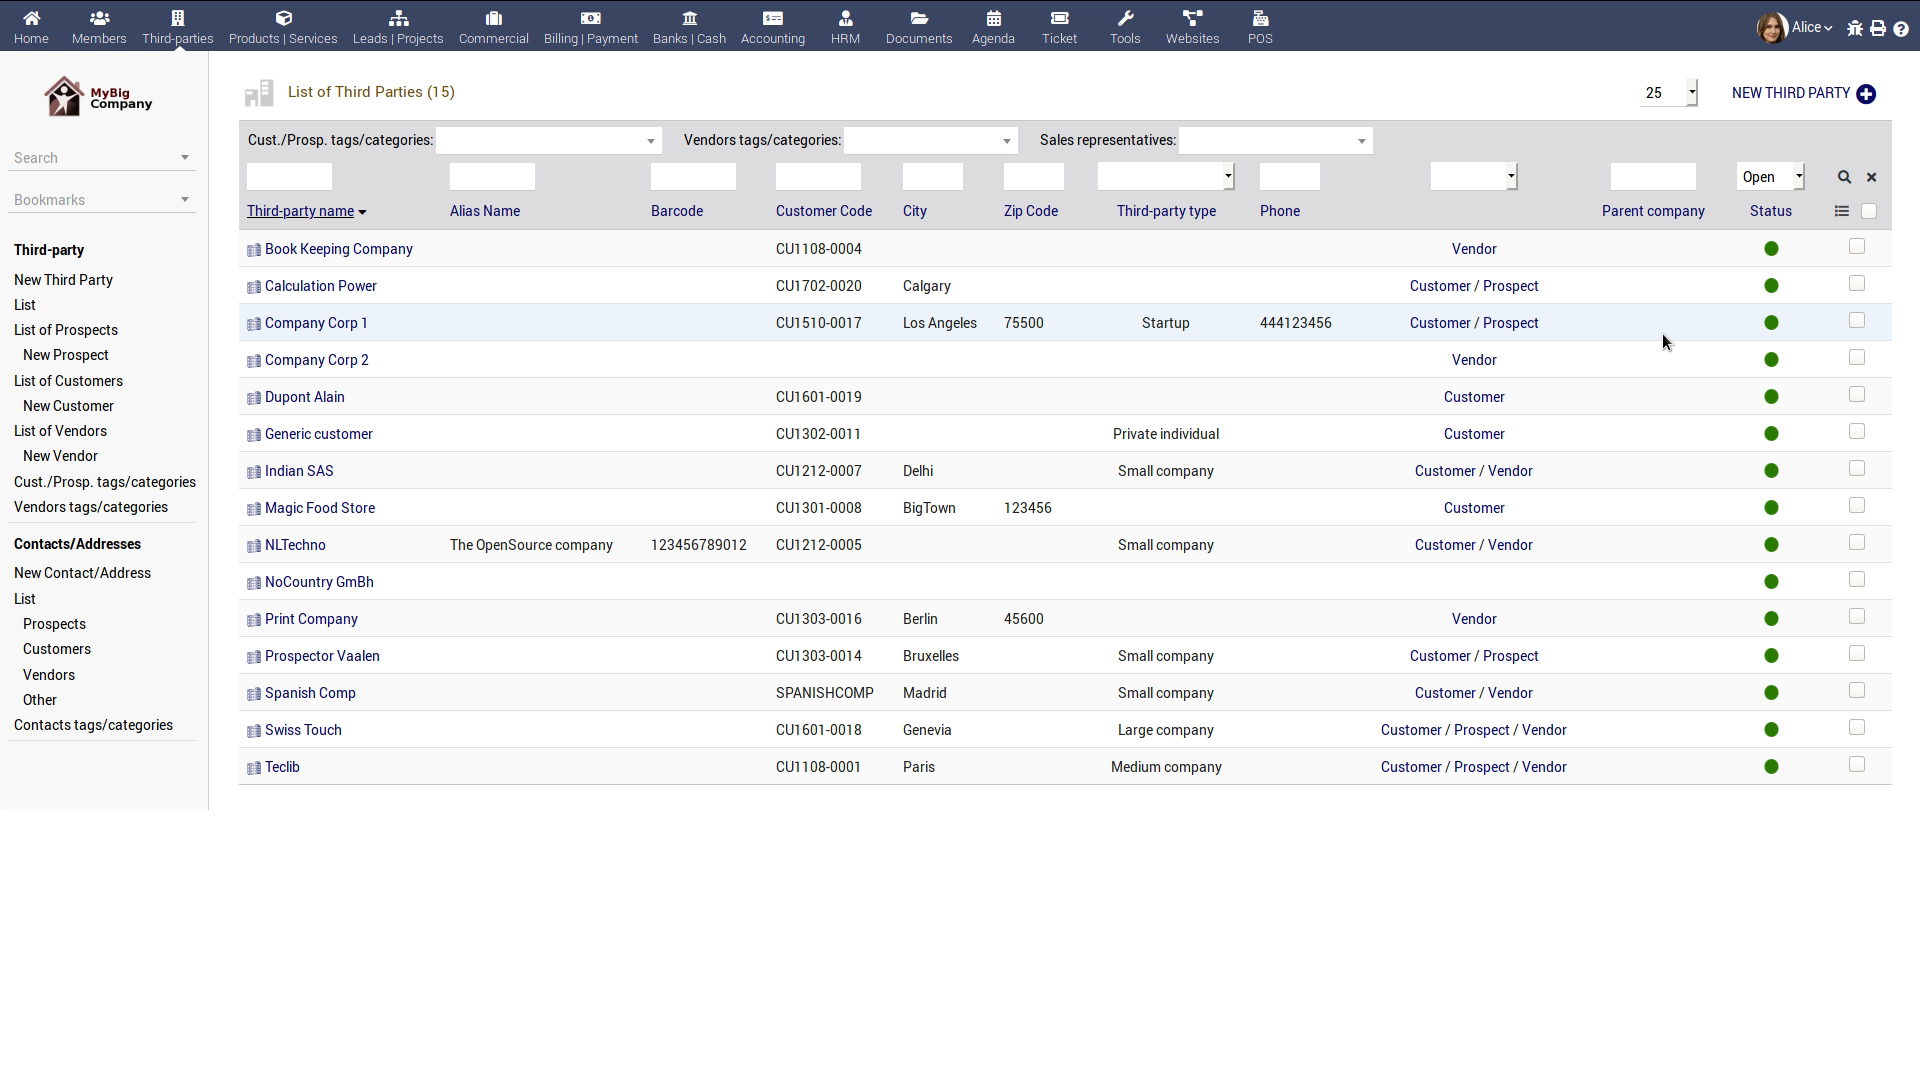 Home Members Third-parties Products | Services Leads | Projects Commercial Billing | Payment Banks | Cash Accounting HRM Documents Agenda Ticket Tools Websites POS Alice
MyBig
Company
Search
Bookmarks
Third-party
New Third Party
List
List of Prospects
New Prospect
List of Customers
New Customer
List of Vendors
New Vendor
Cust./Prosp. tags/categories
Vendors tags/categories
Contacts/Addresses
New Contact/Address
List
Prospects
Customers
Vendors
Other
Contacts tags/categories
List of Third Parties (15) 25 NEW THIRD PARTY
Cust./Prosp. tags/categories: Vendors tags/categories: Sales representatives:
Open
Third-party name Alias Name Barcode Customer Code City Zip Code Third-party type Phone Parent company Status
Book Keeping Company CU1108-0004 Vendor
Calculation Power CU1702-0020 Calgary Customer / Prospect
Company Corp 1 CU1510-0017 Los Angeles 75500 Startup 444123456 Customer / Prospect
Company Corp 2 Vendor
Dupont Alain CU1601-0019 Customer
Generic customer CU1302-0011 Private individual Customer
Indian SAS CU1212-0007 Delhi Small company Customer / Vendor
Magic Food Store CU1301-0008 BigTown 123456 Customer
NLTechno The OpenSource company 123456789012 CU1212-0005 Small company Customer / Vendor
NoCountry GmBh
Print Company CU1303-0016 Berlin 45600 Vendor
Prospector Vaalen CU1303-0014 Bruxelles Small company Customer / Prospect
Spanish Comp SPANISHCOMP Madrid Small company Customer / Vendor
Swiss Touch CU1601-0018 Genevia Large company Customer / Prospect / Vendor
Teclib CU1108-0001 Paris Medium company Customer / Prospect / Vendor